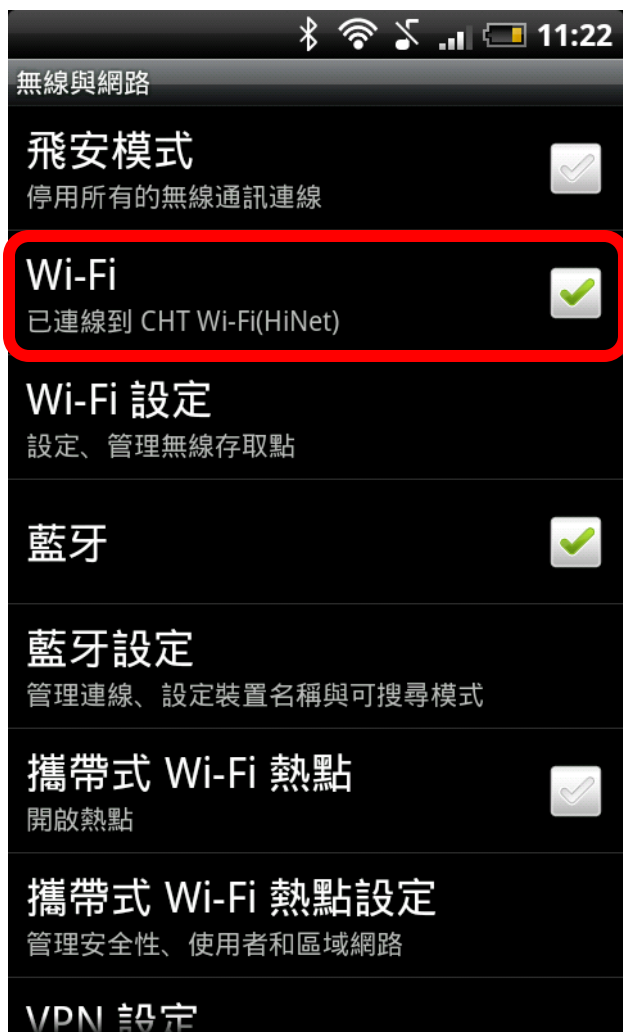 11:22
無線與網路
飛安模式
停用所有的無線通訊連線
Wi-Fi
已連線到 CHT Wi-Fi(HiNet)
Wi-Fi 設定
設定、管理無線存取點
藍牙
藍牙設定
管理連線、設定裝置名稱與可搜尋模式
攜帶式 Wi-Fi 熱點
開啟熱點
攜帶式 Wi-Fi 熱點設定
管理安全性、使用者和區域網路
VPN 設定